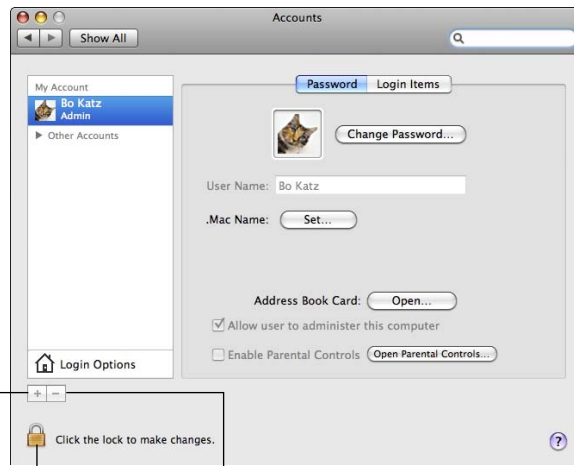 Accounts
Show All
My Account
Bo Katz
Admin
Other Accounts
Login Options
Password Login Items
Change Password...
User Name: Bo Katz
.Mac Name: Set...
Address Book Card: Open...
Allow user to administer this computer
Enable Parental Controls Open Parental Controls...
+ −
Click the lock to make changes.
?